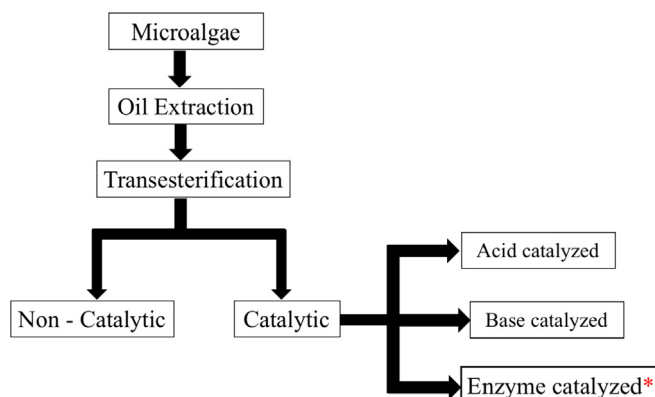 Microalgae
Oil Extraction
Transesterification
Non - Catalytic
Catalytic
Acid catalyzed
Base catalyzed
Enzyme catalyzed*